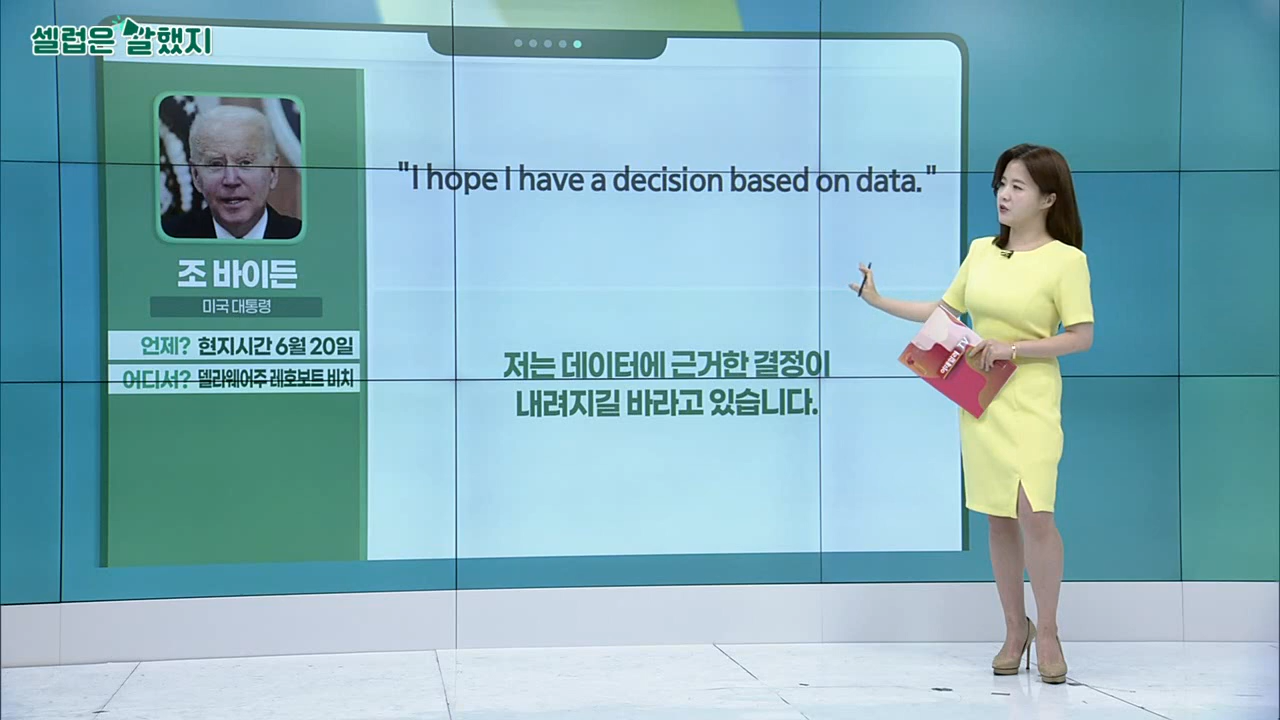 셀럽은 말했지
"I hope I have a decision based on data."
조 바이든
미국 대통령
언제? 현지시간 6월 20일
어디서? 델라웨어주 레호보트 비치
저는 데이터에 근거한 결정이
내려지길 바라고 있습니다.